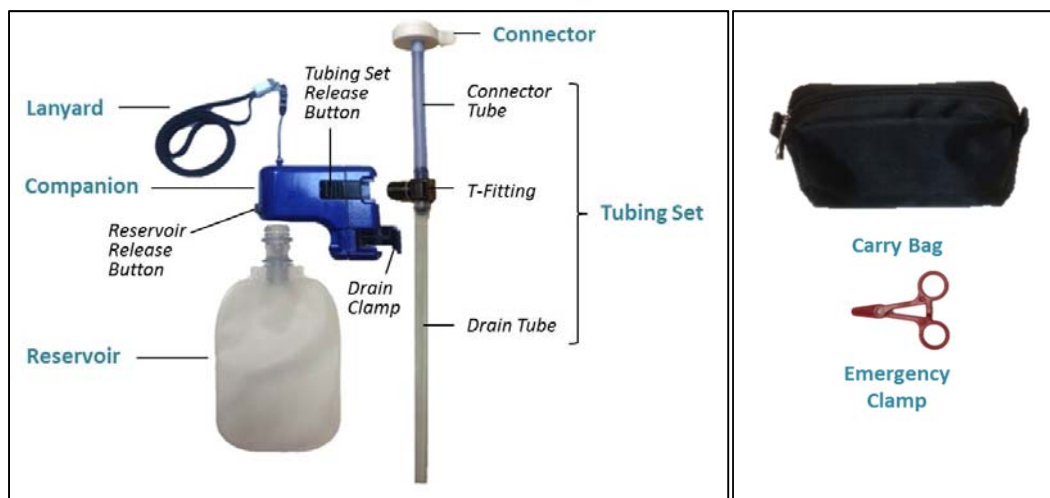 Connector
Tubing Set
Release
Button
Connector
Tube
Lanyard
Companion
T-Fitting
Tubing Set
Reservoir
Release
Button
Drain
Clamp
Drain Tube
Reservoir
Carry Bag
Emergency
Clamp